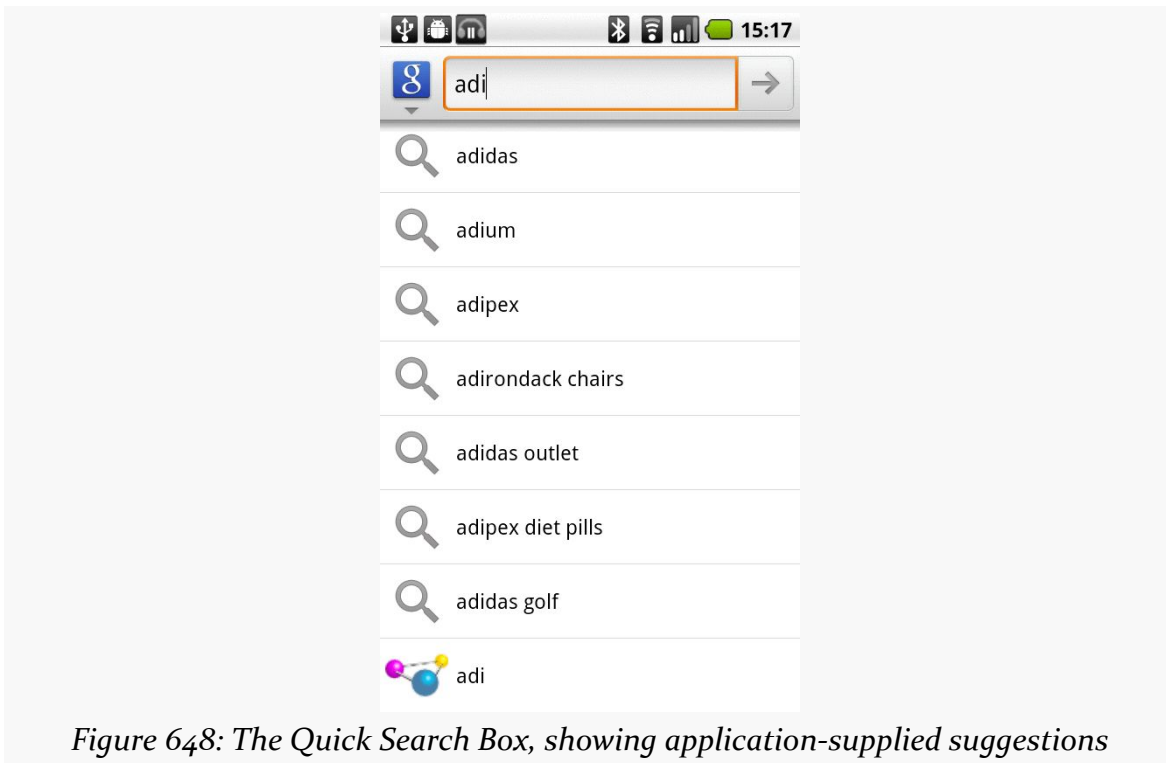 15:17
g
adi
adidas
adium
adipex
adirondack chairs
adidas outlet
adipex diet pills
adidas golf
adi
Figure 648: The Quick Search Box, showing application-supplied suggestions